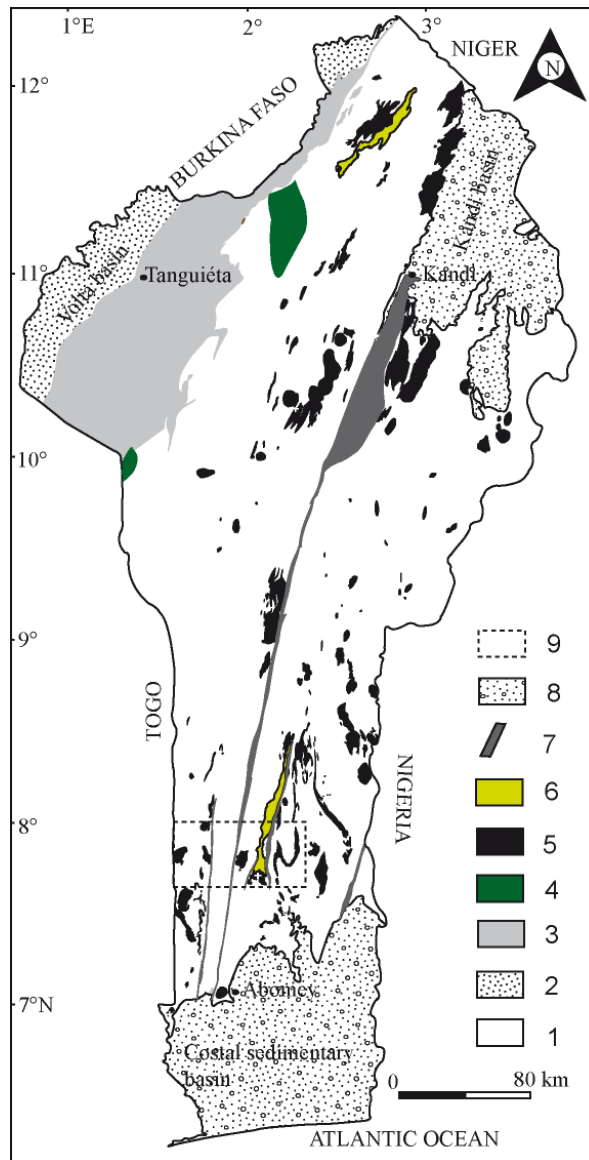 1°E
2°
3°
NIGER
N
12°
BURKINA FASO
Kandi basin
11°
Volta basin
Tanguiéta
Kandi
10°
9°
TOGO
NIGERIA
9
8
7
6
8°
5
4
3
2
7°N
Abomey
1
Costal sedimentary
basin
0
80 km
ATLANTIC OCEAN